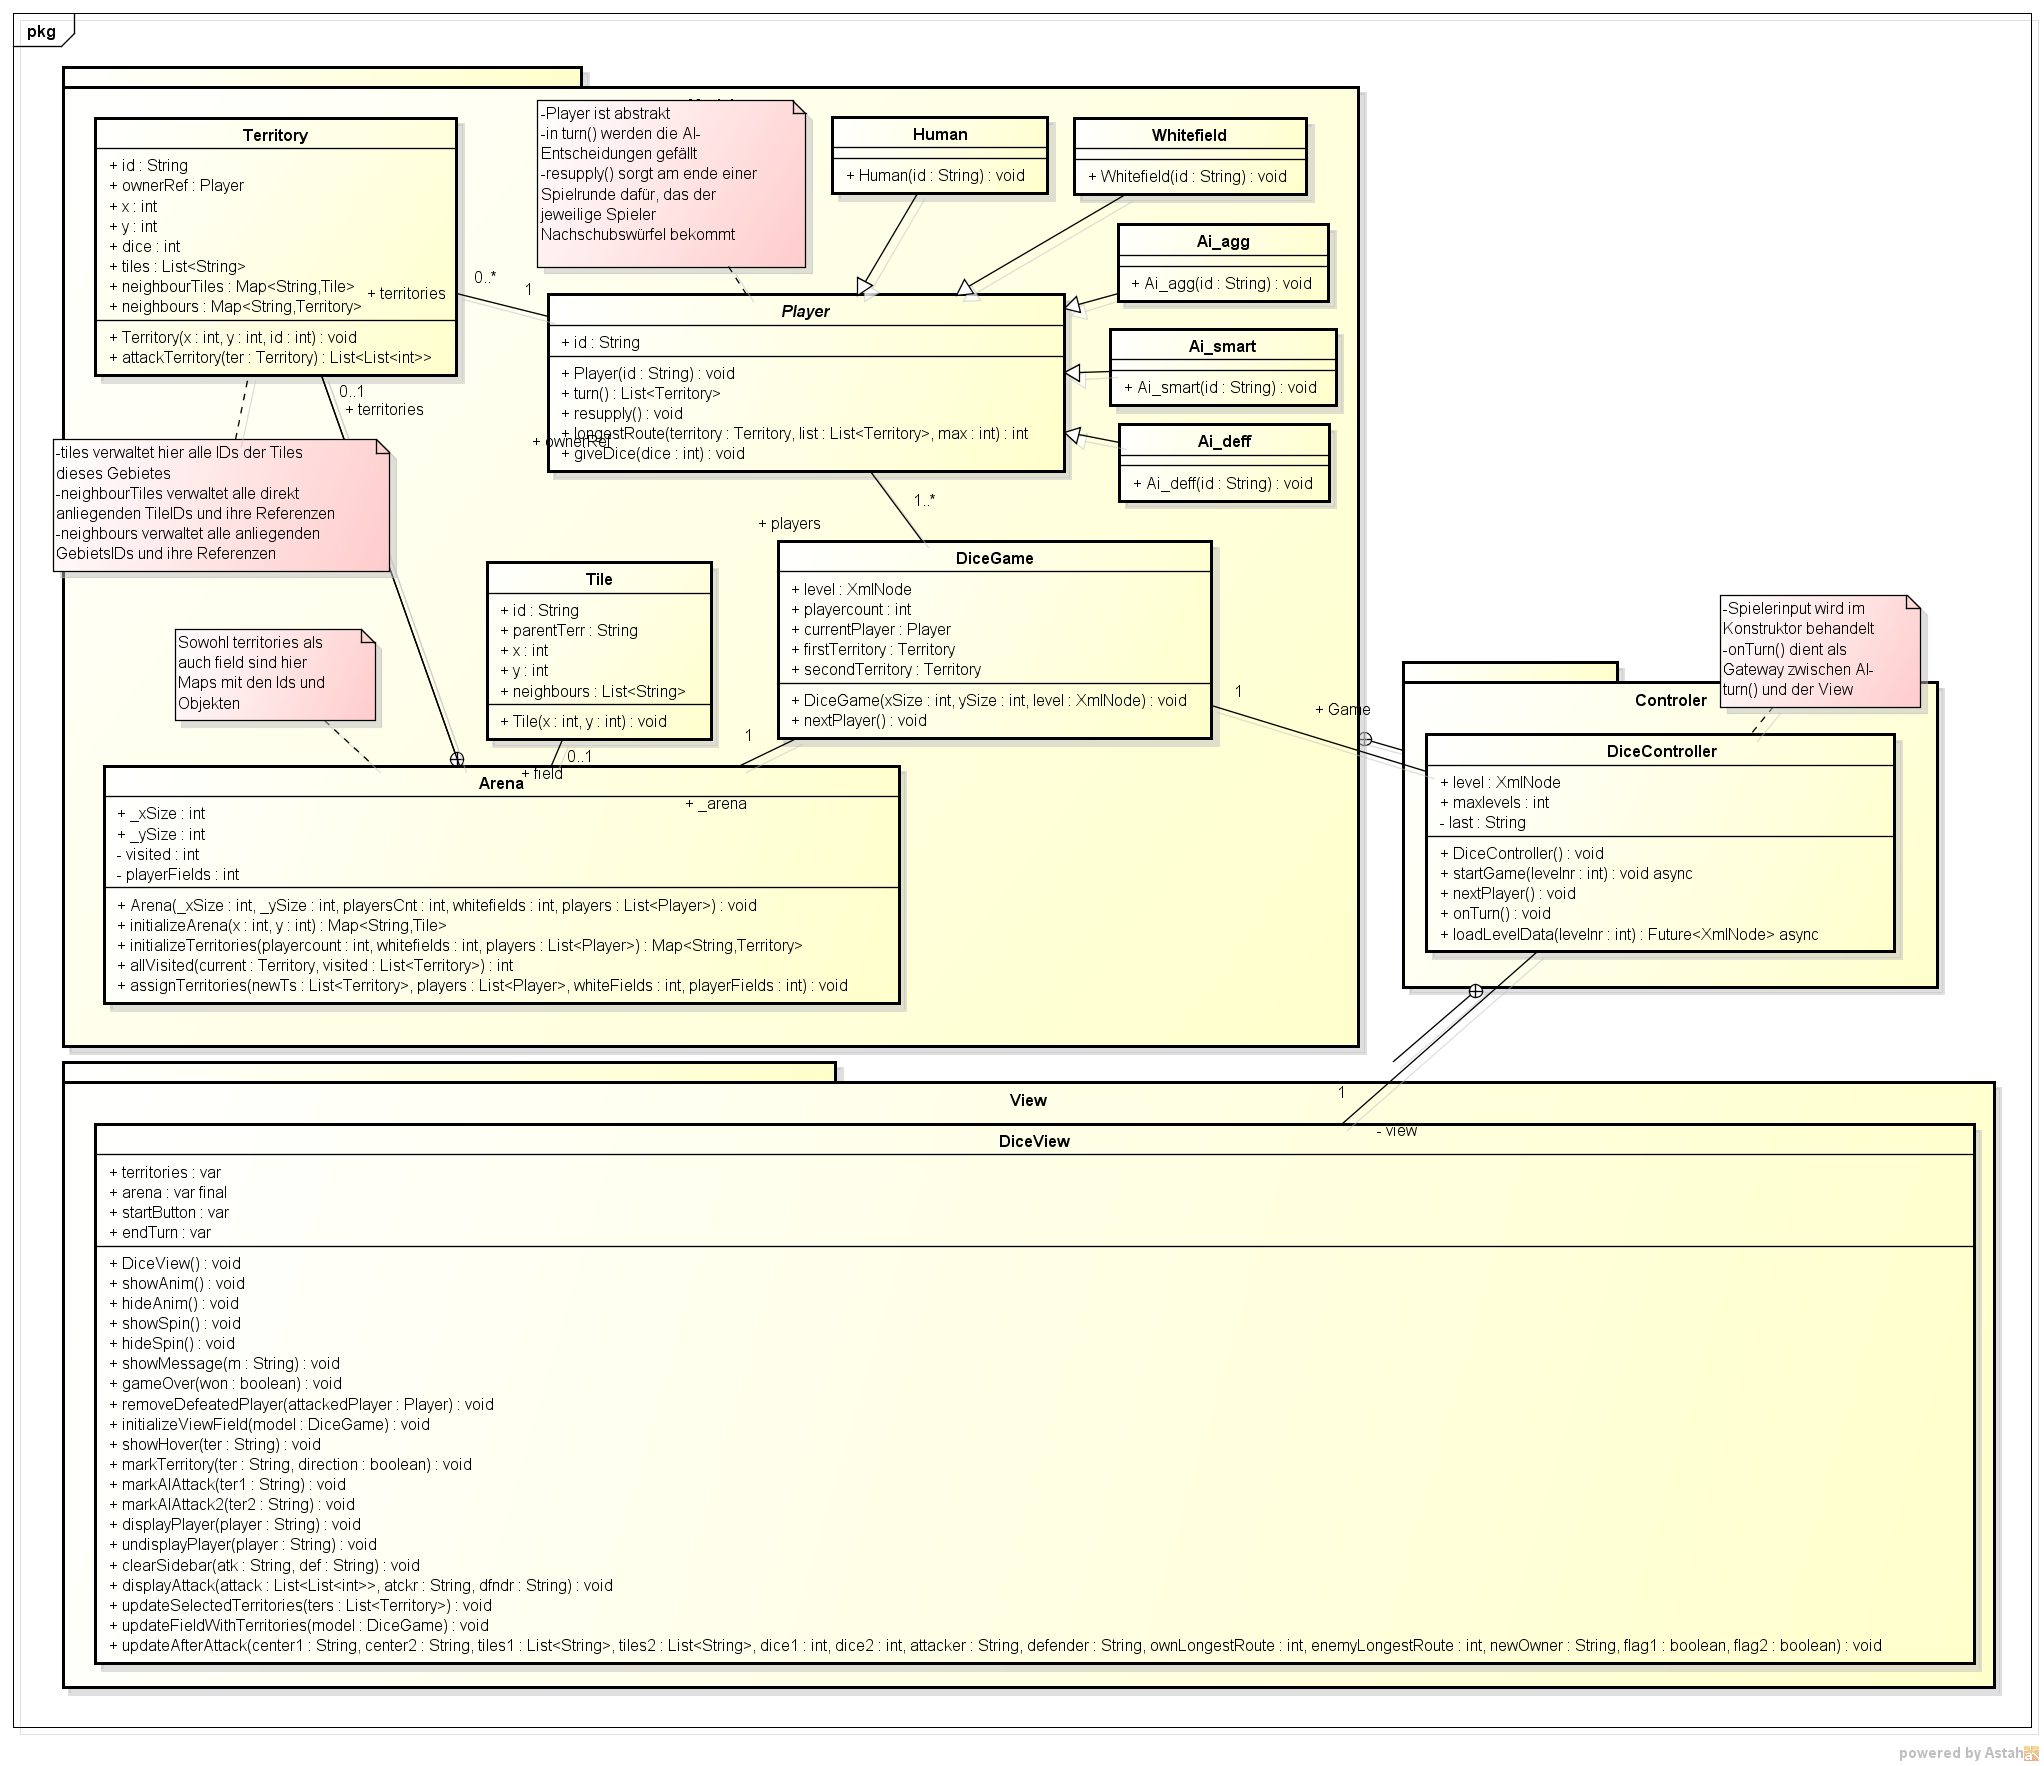 pkg
Territory
+ id : String
+ ownerRef : Player
+ x : int
+ y : int
+ dice : int
+ tiles : List<String>
+ neighbourTiles : Map<String,Tile>
+ neighbours : Map<String,Territory>
+ Territory(x : int, y : int, id : int) : void
+ attackTerritory(ter : Territory) : List<List<int>>
-Player ist abstrakt
-in turn() werden die AI-
Entscheidungen gefällt
-resupply() sorgt am ende einer
Spielrunde dafür, das der
jeweilige Spieler
Nachschubswürfel bekommt
Human
+ Human(id : String) : void
Whitefield
+ Whitefield(id : String) : void
Ai_agg
+ Ai_agg(id : String) : void
Ai_smart
+ Ai_smart(id : String) : void
Ai_deff
+ Ai_deff(id : String) : void
0..*
+ territories
1
Player
+ id : String
+ Player(id : String) : void
+ turn() : List<Territory>
+ resupply() : void
+ longestRoute(territory : Territory, list : List<Territory>, max : int) : int
+ giveDice(dice : int) : void
+ ownerRef
0..1
+ territories
-tiles verwaltet hier alle IDs der Tiles
dieses Gebietes
-neighbourTiles verwaltet alle direkt
anliegenden TileIDs und ihre Referenzen
-neighbours verwaltet alle anliegenden
GebietsIDs und ihre Referenzen
1..*
+ players
Sowohl territories als
auch field sind hier
Maps mit den Ids und
Objekten
Tile
+ id : String
+ parentTerr : String
+ x : int
+ y : int
+ neighbours : List<String>
+ Tile(x : int, y : int) : void
DiceGame
+ level : XmlNode
+ playercount : int
+ currentPlayer : Player
+ firstTerritory : Territory
+ secondTerritory : Territory
+ DiceGame(xSize : int, ySize : int, level : XmlNode) : void
+ nextPlayer() : void
1
+ Game
0..1
+ field
1
+ _arena
Arena
+ _xSize : int
+ _ySize : int
- visited : int
- playerFields : int
+ Arena(_xSize : int, _ySize : int, playersCnt : int, whitefields : int, players : List<Player>) : void
+ initializeArena(x : int, y : int) : Map<String,Tile>
+ initializeTerritories(playercount : int, whitefields : int, players : List<Player>) : Map<String,Territory>
+ allVisited(current : Territory, visited : List<Territory>) : int
+ assignTerritories(newTs : List<Territory>, players : List<Player>, whiteFields : int, playerFields : int) : void
-Spielerinput wird im
Konstruktor behandelt
-onTurn() dient als
Gateway zwischen AI-
turn() und der View
Controler
DiceController
+ level : XmlNode
+ maxlevels : int
- last : String
+ DiceController() : void
+ startGame(levelnr : int) : void async
+ nextPlayer() : void
+ onTurn() : void
+ loadLevelData(levelnr : int) : Future<XmlNode> async
1
- view
View
DiceView
+ territories : var
+ arena : var final
+ startButton : var
+ endTurn : var
+ DiceView() : void
+ showAnim() : void
+ hideAnim() : void
+ showSpin() : void
+ hideSpin() : void
+ showMessage(m : String) : void
+ gameOver(won : boolean) : void
+ removeDefeatedPlayer(attackedPlayer : Player) : void
+ initializeViewField(model : DiceGame) : void
+ showHover(ter : String) : void
+ markTerritory(ter : String, direction : boolean) : void
+ markAIAttack(ter1 : String) : void
+ markAIAttack2(ter2 : String) : void
+ displayPlayer(player : String) : void
+ undisplayPlayer(player : String) : void
+ clearSidebar(atk : String, def : String) : void
+ displayAttack(attack : List<List<int>>, atckr : String, dfndr : String) : void
+ updateSelectedTerritories(ters : List<Territory>) : void
+ updateFieldWithTerritories(model : DiceGame) : void
+ updateAfterAttack(center1 : String, center2 : String, tiles1 : List<String>, tiles2 : List<String>, dice1 : int, dice2 : int, attacker : String, defender : String, ownLongestRoute : int, enemyLongestRoute : int, newOwner : String, flag1 : boolean, flag2 : boolean) : void
powered by Astah